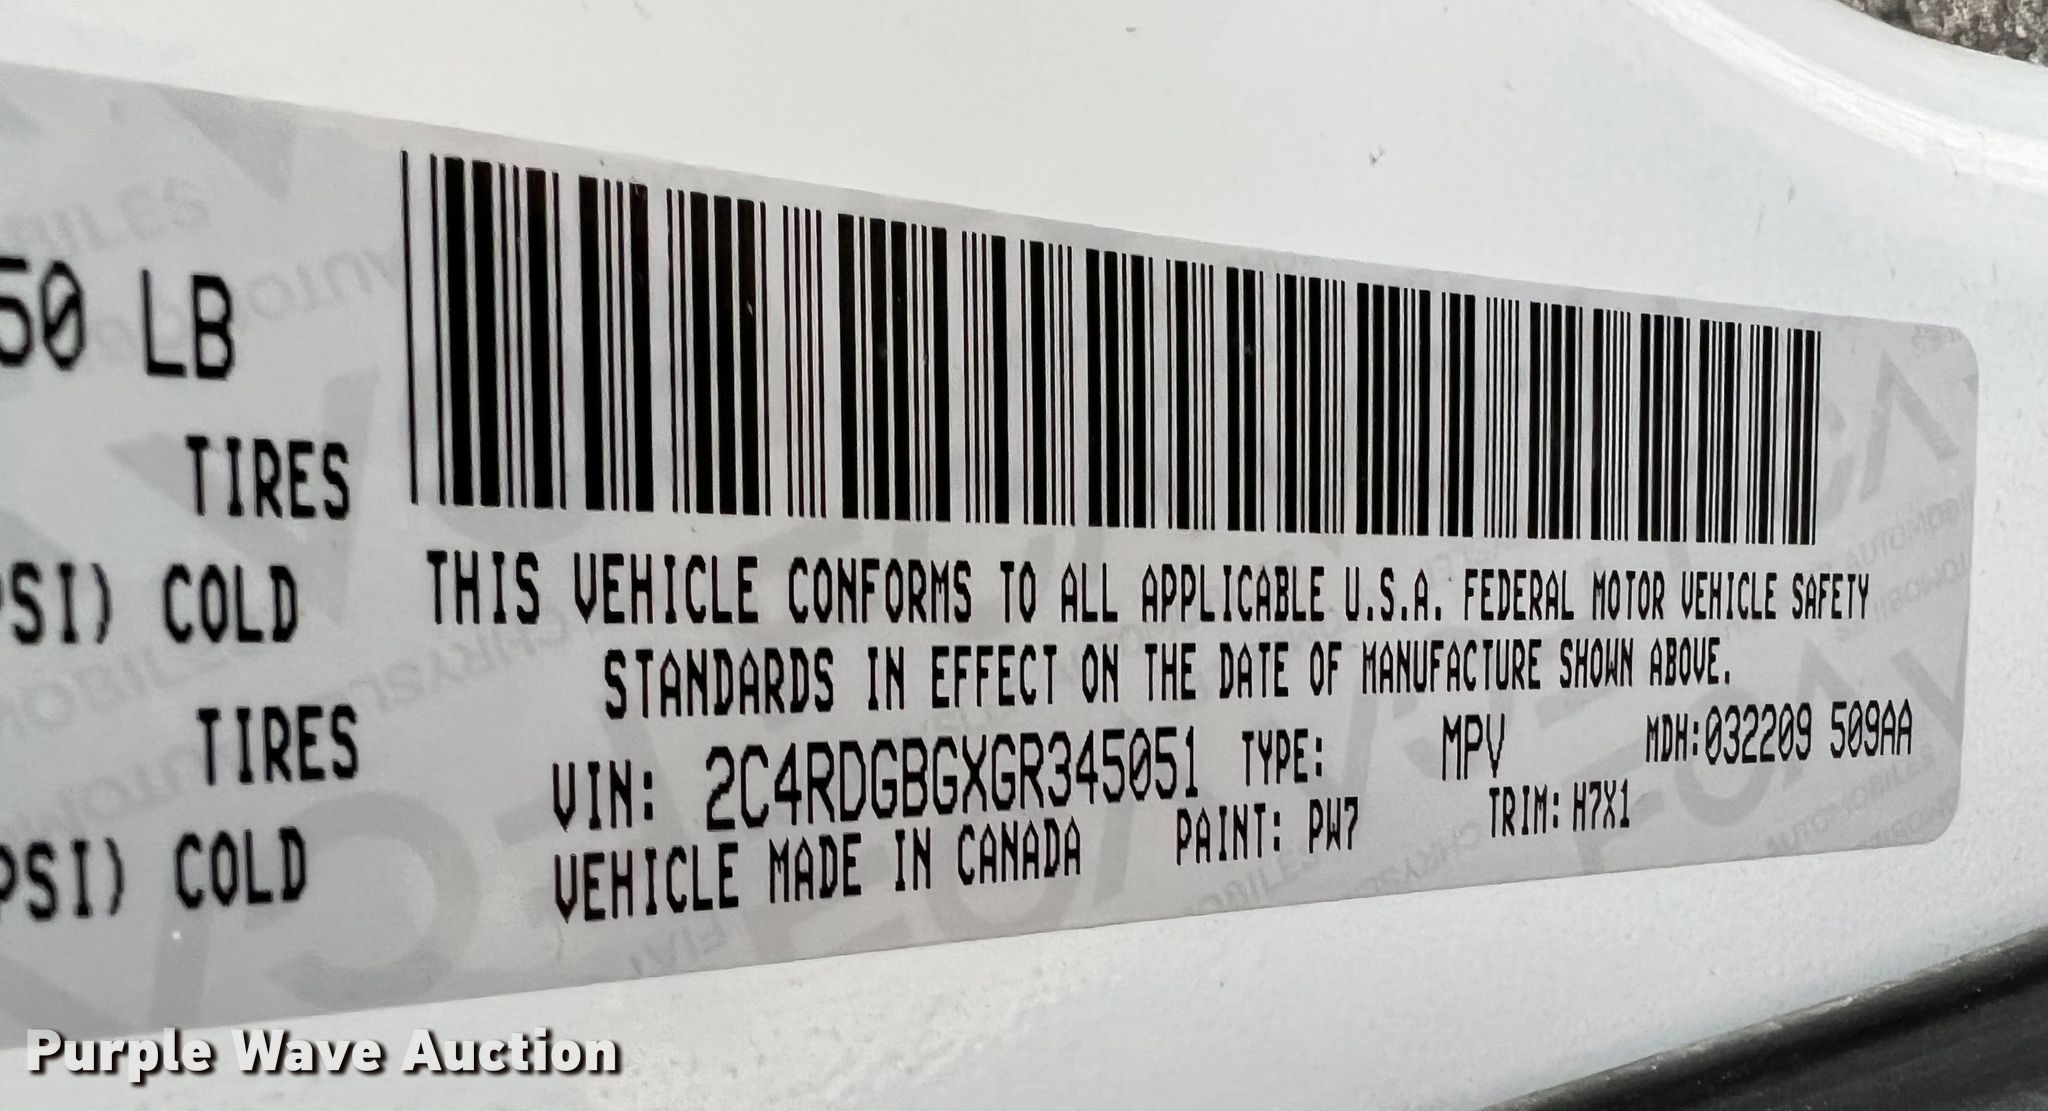 50 LB
TIRES
PSI) COLD
TIRES
PSI) COLD
THIS VEHICLE CONFORMS TO ALL APPLICABLE U.S.A. FEDERAL MOTOR VEHICLE SAFETY
STANDARDS IN EFFECT ON THE DATE OF MANUFACTURE SHOWN ABOVE.
VIN: 2C4RDGBGXGR345051 TYPE: MPV MDH:032209 509AA
VEHICLE MADE IN CANADA PAINT: PW7 TRIM: H7X1
Purple Wave Auction